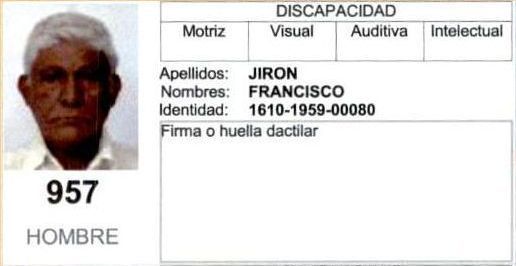 DISCAPACIDAD
Motriz Visual Auditiva Intelectual
Apellidos: JIRON
Nombres: FRANCISCO
Identidad: 1610-1959-00080
Firma o huella dactilar
957
HOMBRE